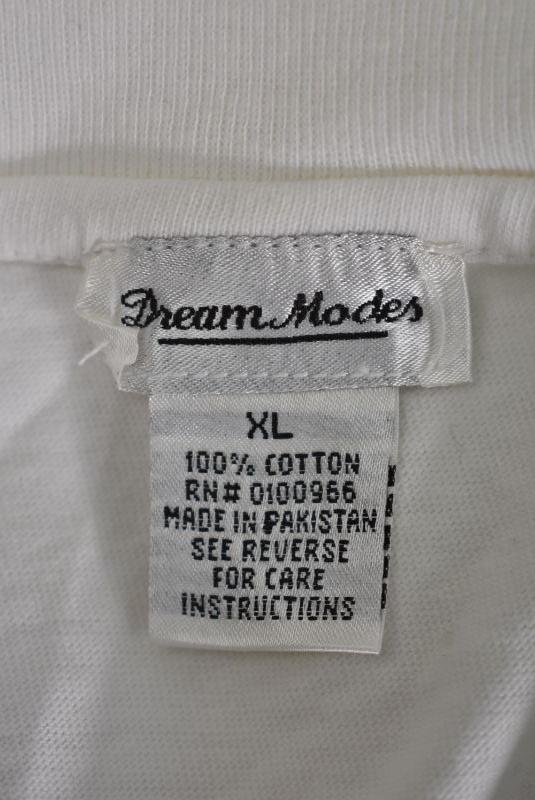 Dream Modes
XL
100% COTTON
RN# 0100966
MADE IN PAKISTAN
SEE REVERSE
FOR CARE
INSTRUCTIONS